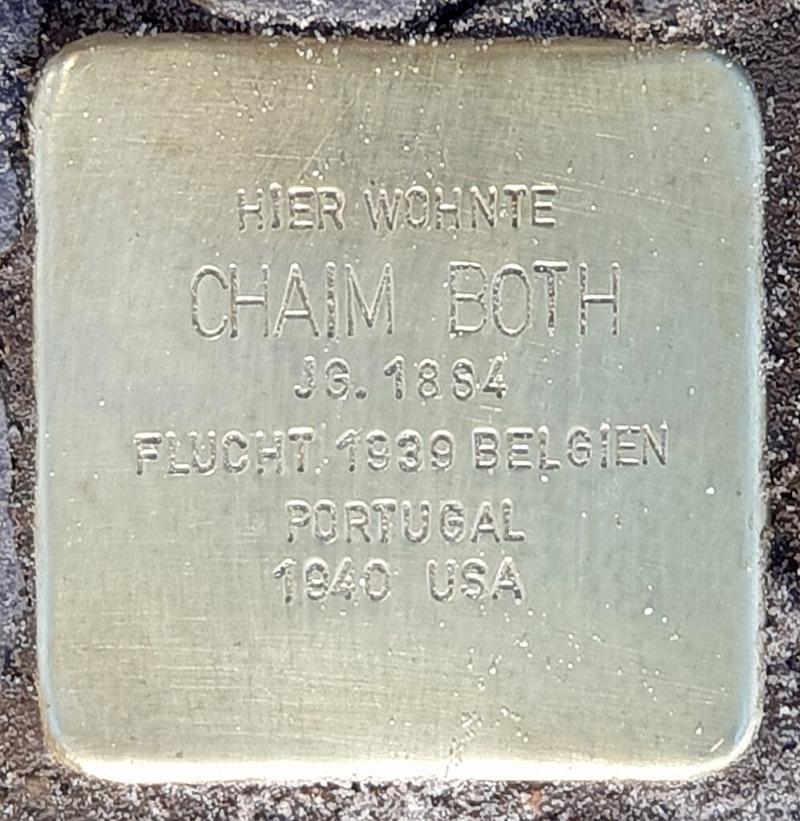 HIER WOHNTE
CHAIM BOTH
JG. 1884
FLUCHT 1939 BELGIEN
PORTUGAL
1940 USA